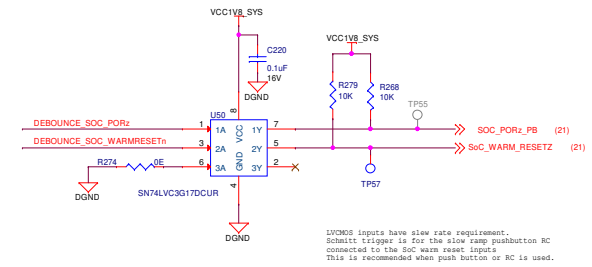 VCC1V8_SYS
C220
0.1uF
16V
DGND
VCC1V8_SYS
R279
10K
R268
10K
TP55
U50
DEBOUNCE_SOC_PORz
1
1A
8
VCC
1Y
7
SOC_PORz_PB
(21)
DEBOUNCE_SOC_WARMRESETn
3
2A
2Y
5
SoC_WARM_RESETZ
(21)
R274
0E
6
3A
GND
3Y
2
DGND
SN74LVC3G17DCUR
4
TP57
DGND
LVCMOS inputs have slew rate requirement.
Schmitt trigger is for the slow ramp pushbutton RC
connected to the SoC warm reset inputs
This is recommended when push button or RC is used.